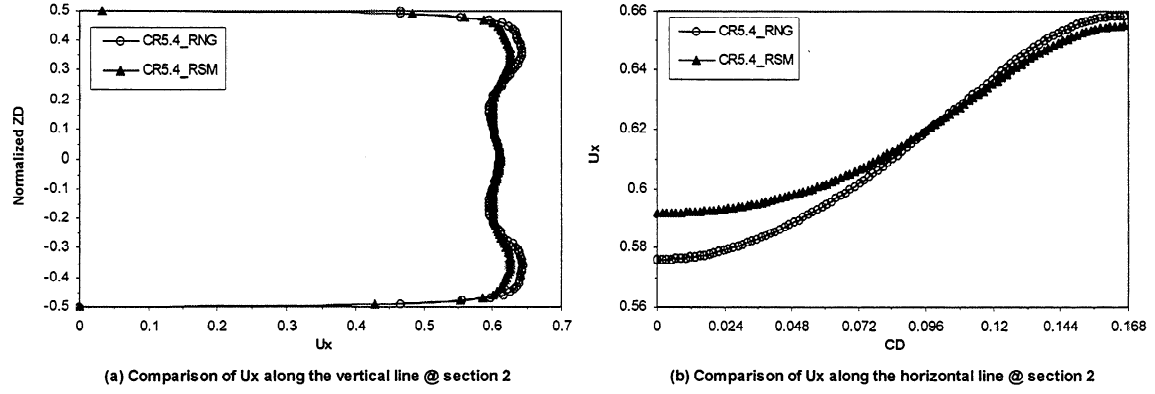 0.5
0.4
0.3
0.2
0.1
0
-0.1
-0.2
-0.3
-0.4
-0.5
Normalized ZD
CR5.4_RNG
CR5.4_RSM
0 0.1 0.2 0.3 0.4 0.5 0.6 0.7
Ux
(a) Comparison of Ux along the vertical line @ section 2
0.66
0.64
0.62
0.6
0.58
0.56
Ux
CR5.4_RNG
CR5.4_RSM
0 0.024 0.048 0.072 0.096 0.12 0.144 0.168
CD
(b) Comparison of Ux along the horizontal line @ section 2